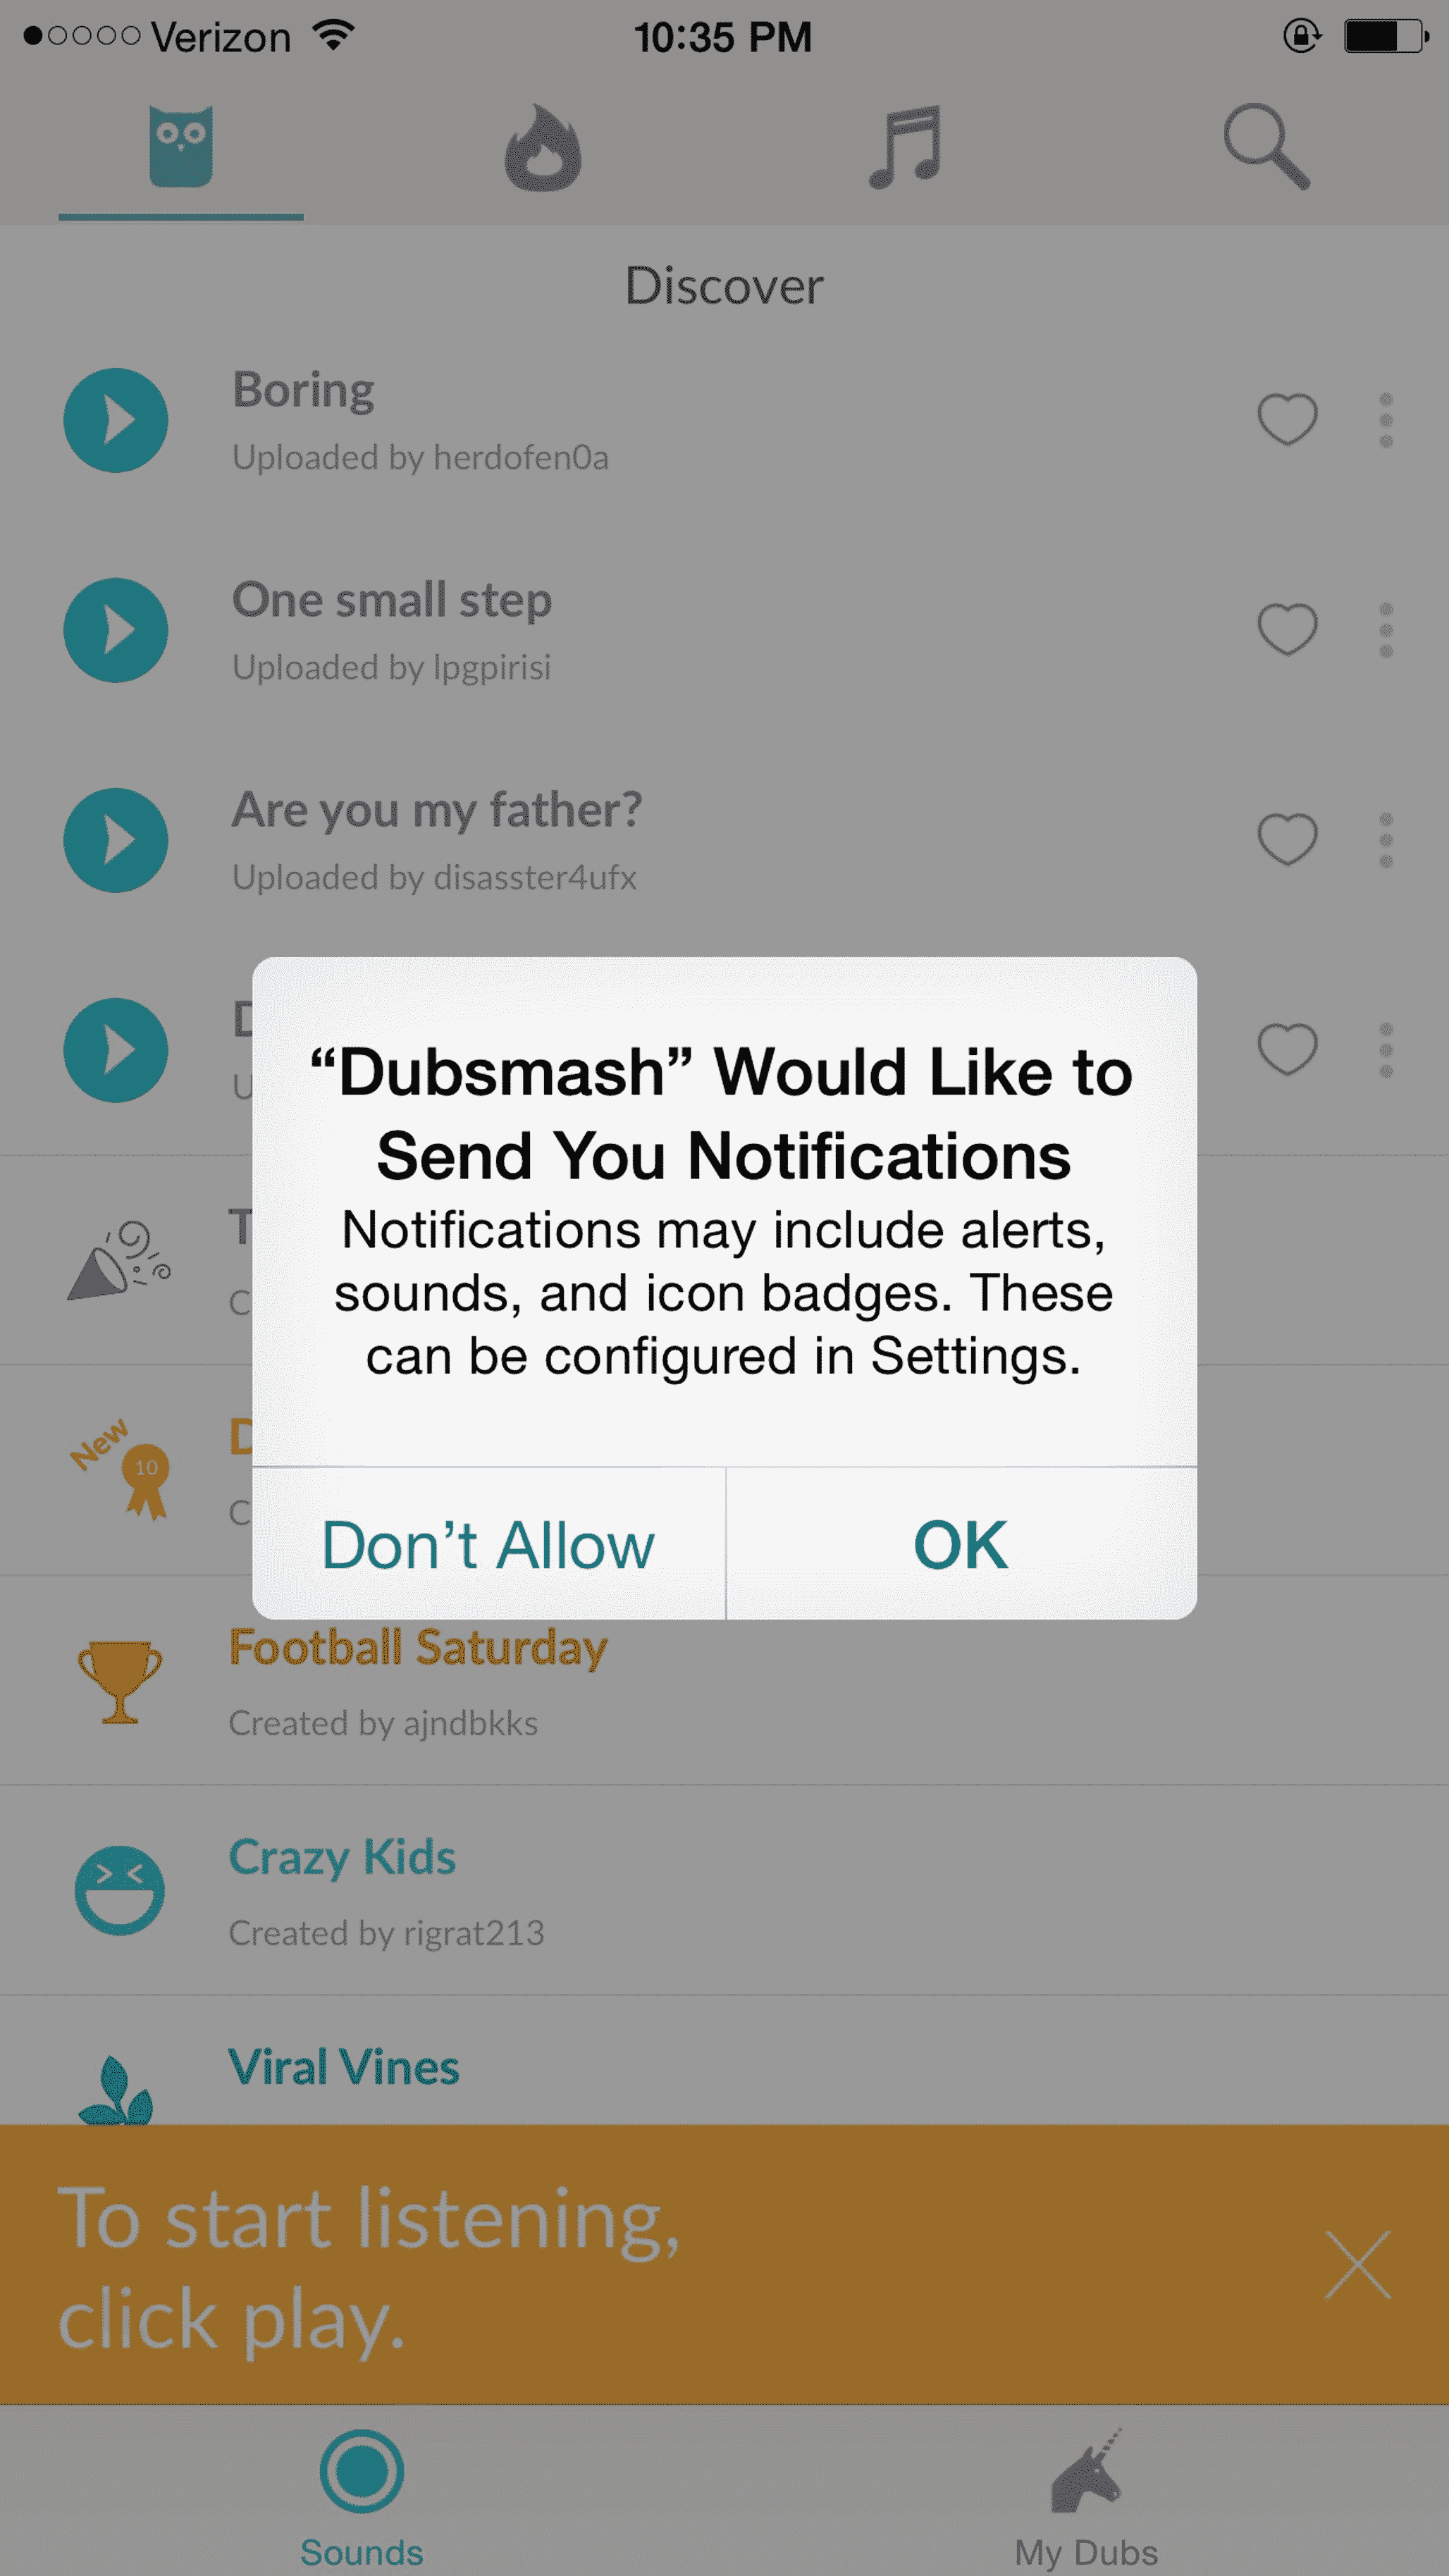 Verizon
10:35 PM
Discover
Boring
Uploaded by herdofen0a
One small step
Uploaded by lpgpirisi
Are you my father?
Uploaded by disasster4ufx
“Dubsmash” Would Like to
Send You Notifications
Notifications may include alerts,
sounds, and icon badges. These
can be configured in Settings.
Don’t Allow
OK
New
10
Football Saturday
Created by ajndbkks
Crazy Kids
Created by rigrat213
Viral Vines
To start listening,
click play.
Sounds
My Dubs